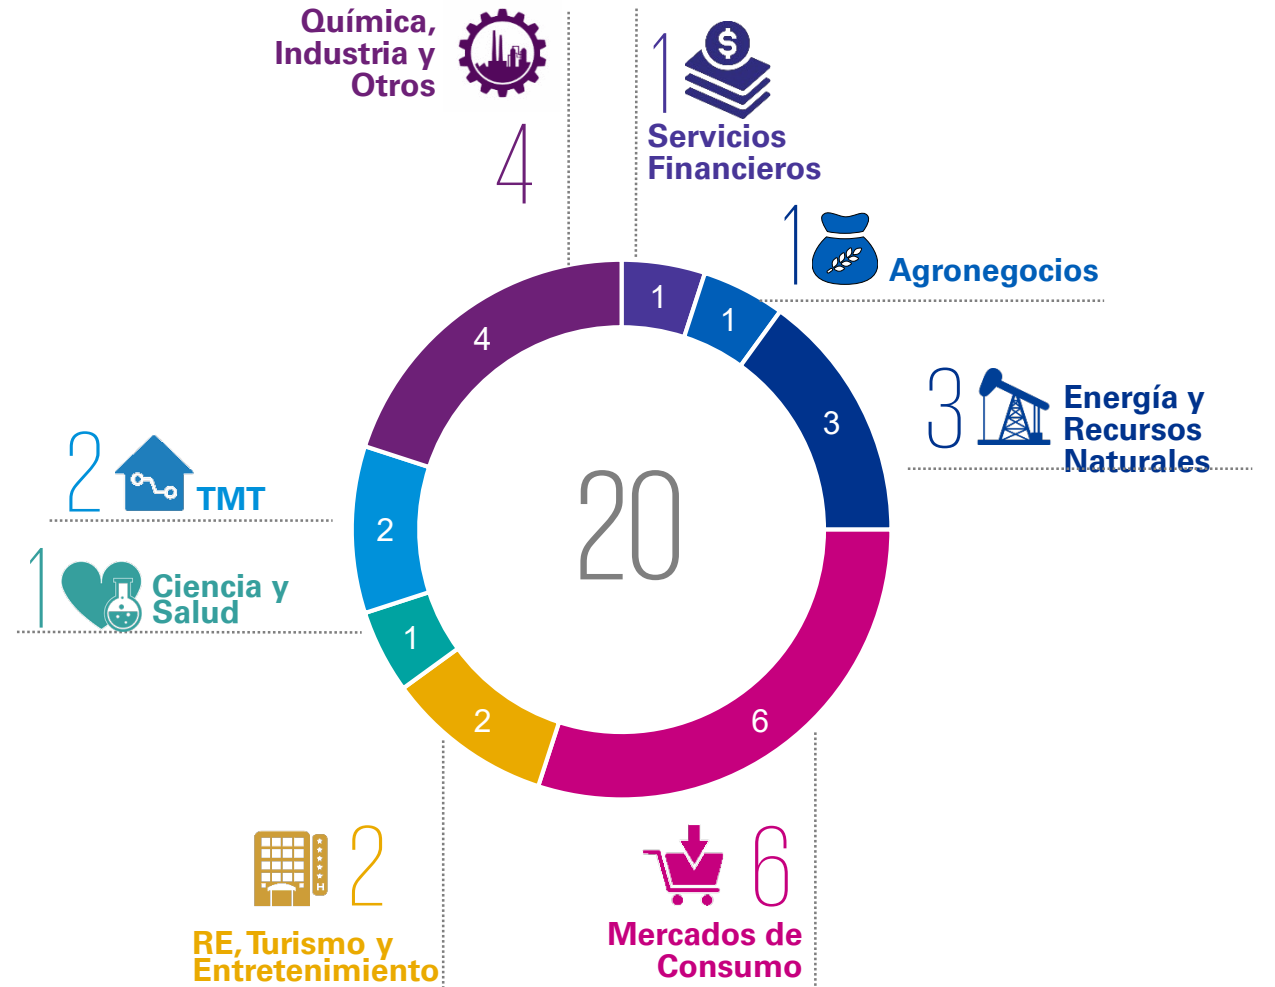 Química,
Industria y
Otros
4
1
$
Servicios
Financieros
1
Agronegocios
3
Energía y
Recursos
Naturales
2
TMT
1
Ciencia y
Salud
1
1
3
6
2
1
2
4
20
H
2
RE, Turismo y
Entretenimiento
6
Mercados de
Consumo